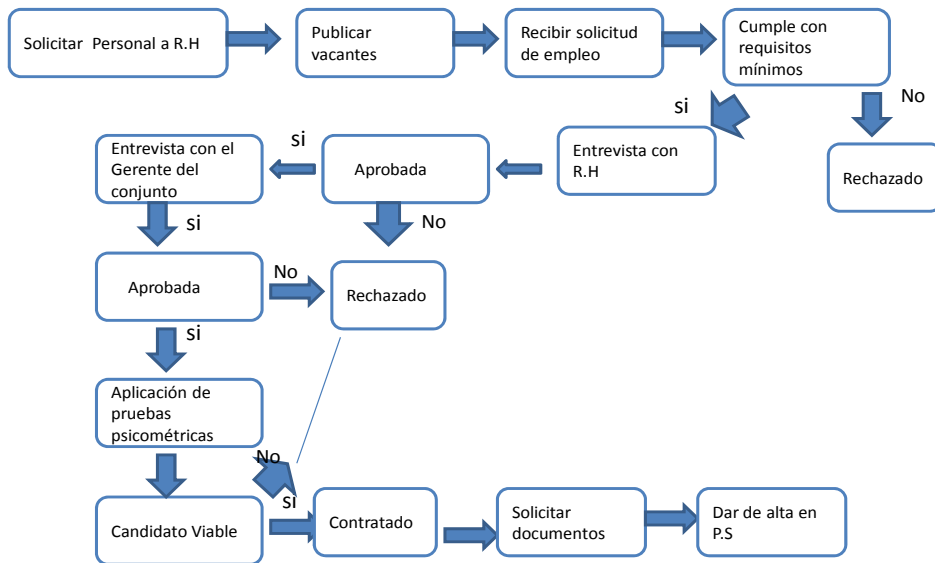 Solicitar Personal a R.H
Publicar
vacantes
Recibir solicitud
de empleo
Cumple con
requisitos
mínimos
No
si
Rechazado
Entrevista con
R.H
Aprobada
si
No
Entrevista con el
Gerente del
conjunto
si
Aprobada
No
Rechazado
si
Aplicación de
pruebas
psicométricas
No
Candidato Viable
si
Contratado
Solicitar
documentos
Dar de alta en
P.S